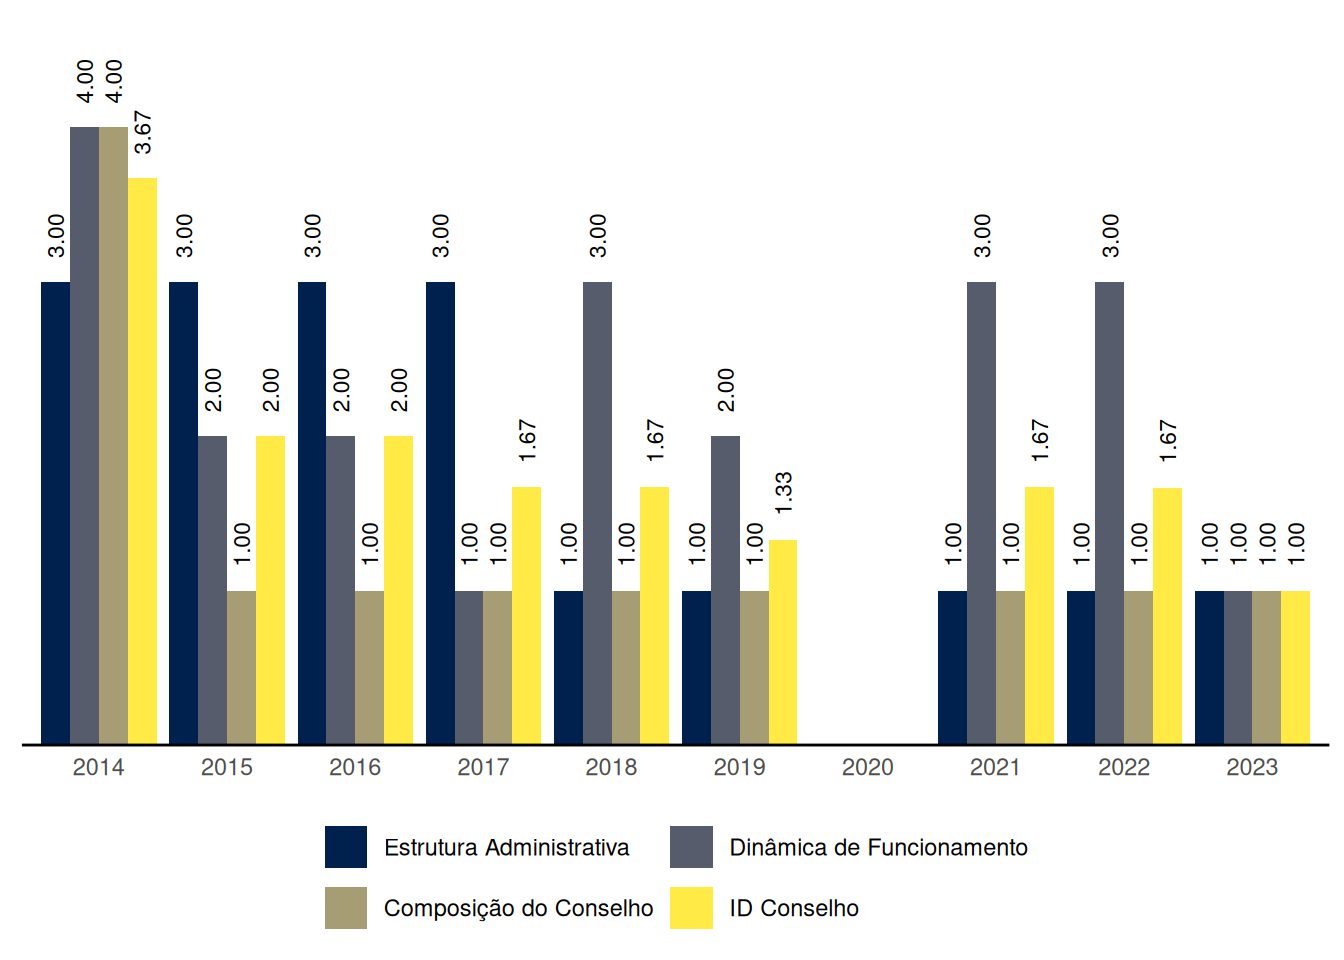 3.00 4.00 4.00 3.67 3.00 2.00 1.00 2.00 3.00 2.00 1.00 2.00 3.00 1.00 1.00 1.67 1.00 3.00 1.00 1.67 1.00 2.00 1.00 1.33 1.00 3.00 1.00 1.67 1.00 3.00 1.00 1.67 1.00 1.00 1.00 1.00
2014 2015 2016 2017 2018 2019 2020 2021 2022 2023
Estrutura Administrativa Dinâmica de Funcionamento
Composição do Conselho ID Conselho